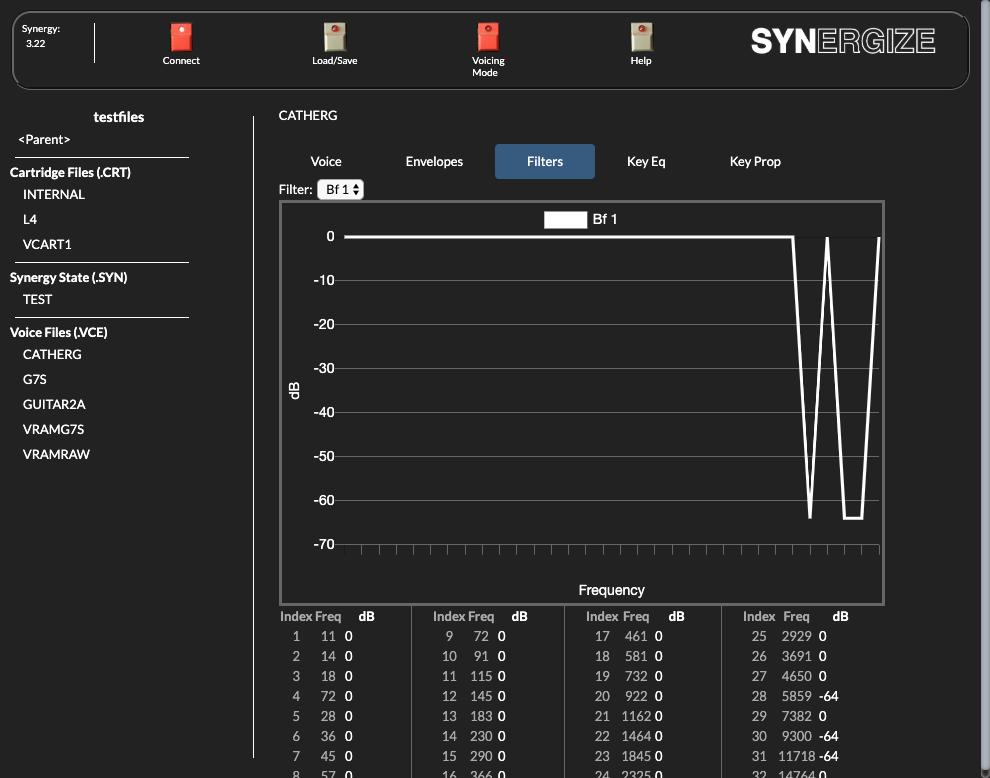 Synergy:
3.22
Connect
Load/Save
Voicing
Mode
Help
SYNERGIZE
testfiles
<Parent>
Cartridge Files (.CRT)
INTERNAL
L4
VCART1
Synergy State (.SYN)
TEST
Voice Files (.VCE)
CATHERG
G7S
GUITAR2A
VRAMG7S
VRAMRAW
CATHERG
Voice Envelopes Filters Key Eq Key Prop
Filter: Bf 1
Bf 1
0
-10
-20
-30
-40
-50
-60
-70
dB
Frequency
Index Freq dB Index Freq dB Index Freq dB Index Freq dB
1 11 0 9 72 0 17 461 0 25 2929 0
2 14 0 10 91 0 18 581 0 26 3691 0
3 18 0 11 115 0 19 732 0 27 4650 0
4 72 0 12 145 0 20 922 0 28 5859 -64
5 28 0 13 183 0 21 1162 0 29 7382 0
6 36 0 14 230 0 22 1464 0 30 9300 -64
7 45 0 15 290 0 23 1845 0 31 11718 -64
8 57 0 16 366 0 24 2325 0 32 14764 0